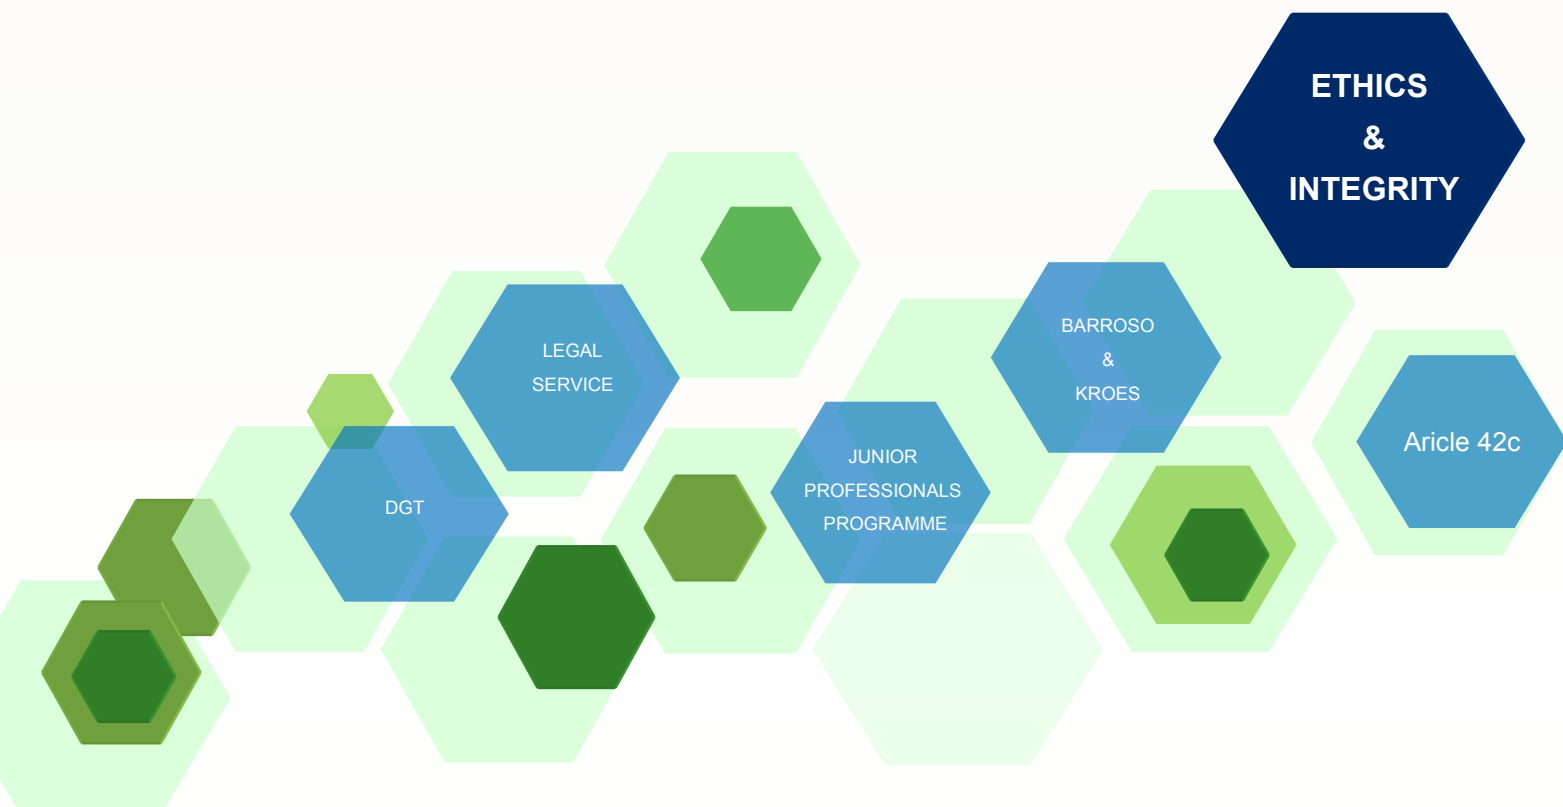 ETHICS
&
INTEGRITY
LEGAL
SERVICE
BARROSO
&
KROES
DGT
JUNIOR
PROFESSIONALS
PROGRAMME
Aricle 42c